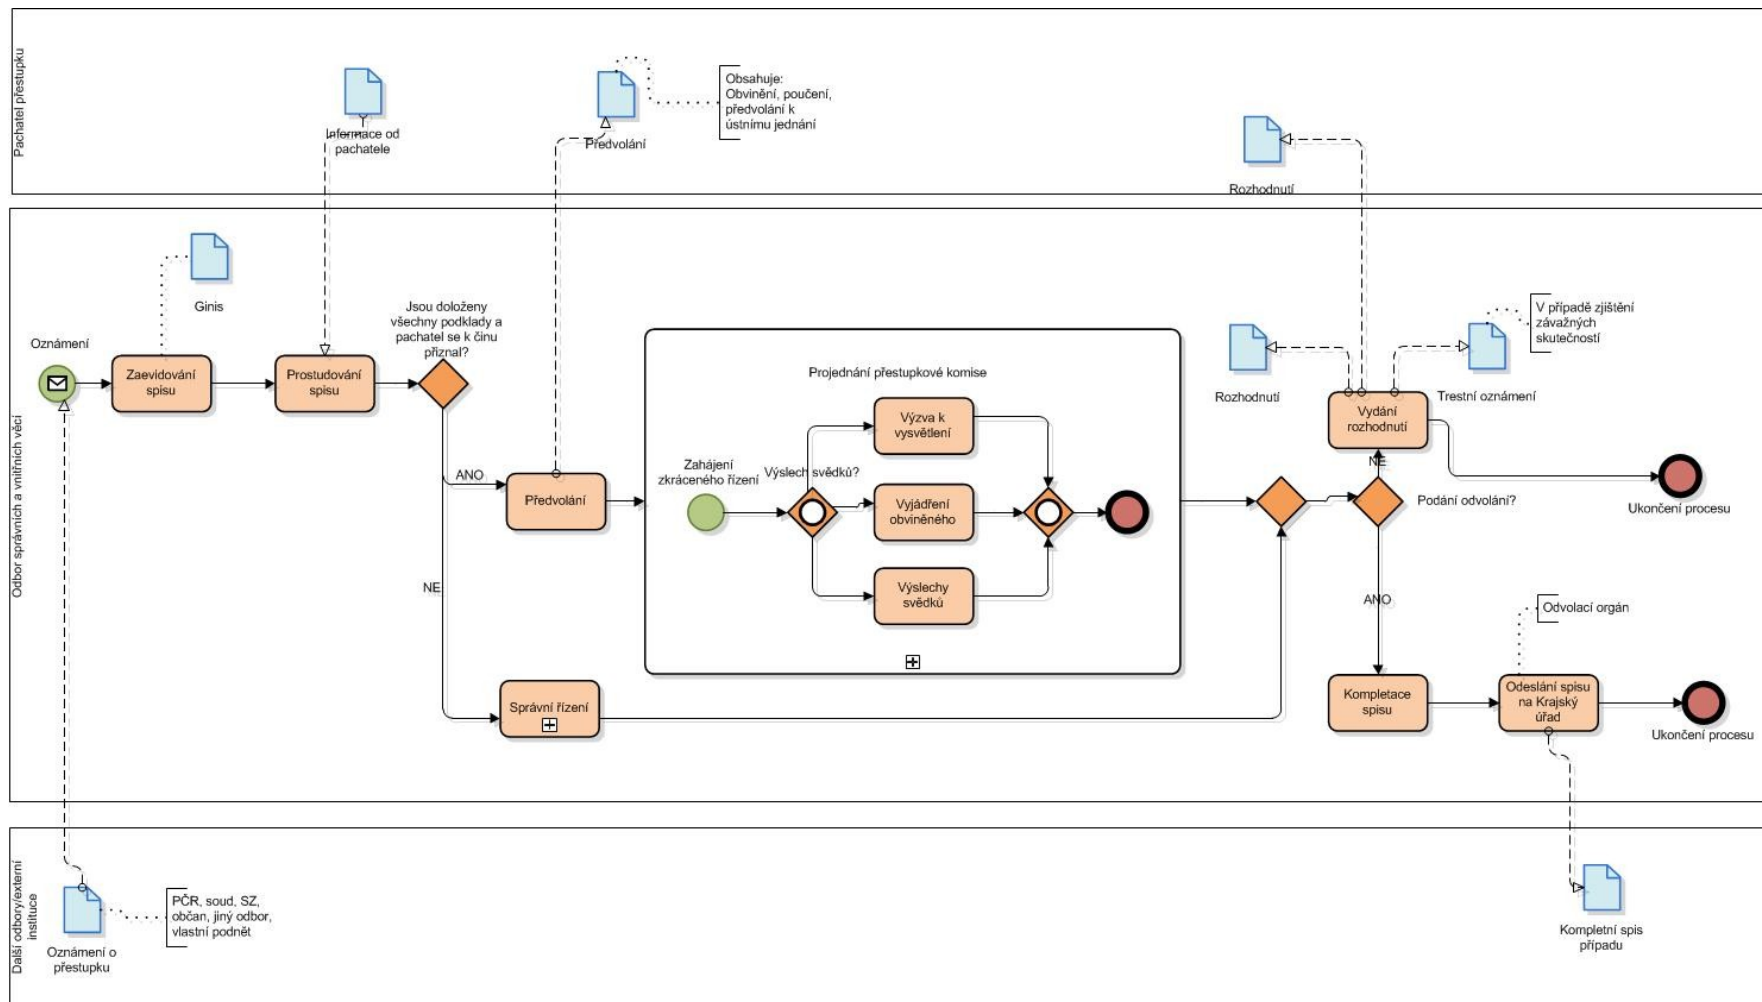 Pachatel přestupku
Informace od
pachatele
Předvolání
Obsahuje:
Obvinění, poučení,
předvolání k
ústnímu jednání
Rozhodnutí
Odbor správních a vnitřních věcí
Oznámení
Ginis
Zaevidování
spisu
Prostudování
spisu
Jsou doloženy
všechny podklady a
pachatel se k činu
přiznal?
ANO
NE
Předvolání
Správní řízení
Projednání přestupkové komise
Zahájení
zkráceného řízení
Výslech svědků?
Výzva k
vysvětlení
Vyjádření
obviněného
Výslechy
svědků
Rozhodnutí
Vydání
rozhodnutí
Trestní oznámení
V případě zjištění
závažných
skutečností
NE
Podání odvolání?
Ukončení procesu
ANO
Odvolací orgán
Kompletace
spisu
Odeslání spisu
na Krajský
úřad
Ukončení procesu
Další odbory/externí
instituce
Oznámení o
přestupku
PČR, soud, SZ,
občan, jiný odbor,
vlastní podnět
Kompletní spis
případu